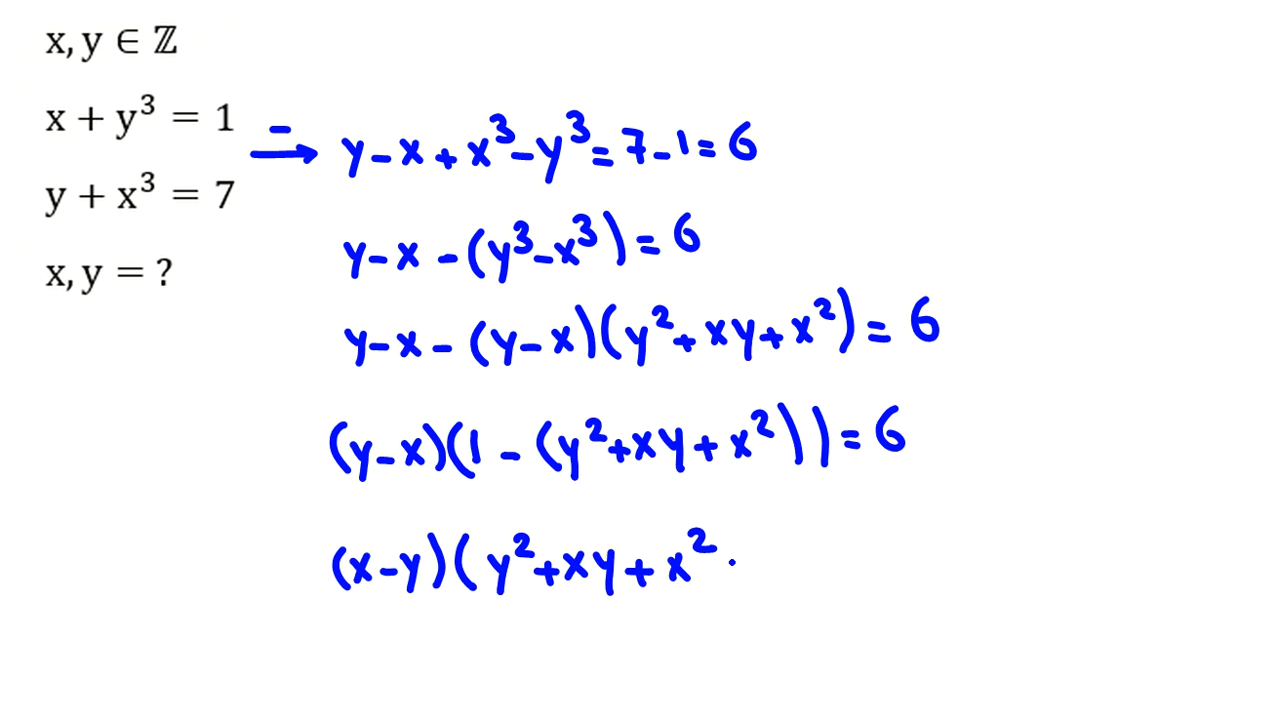 x, y ∈ ℤ
x + y³ = 1
y + x³ = 7
x, y = ?
− → y − x + x³ − y³ = 7 − 1 = 6
y − x − (y³ − x³) = 6
y − x − (y − x)(y² + xy + x²) = 6
(y − x)(1 − (y² + xy + x²)) = 6
(x − y)(y² + xy + x² .